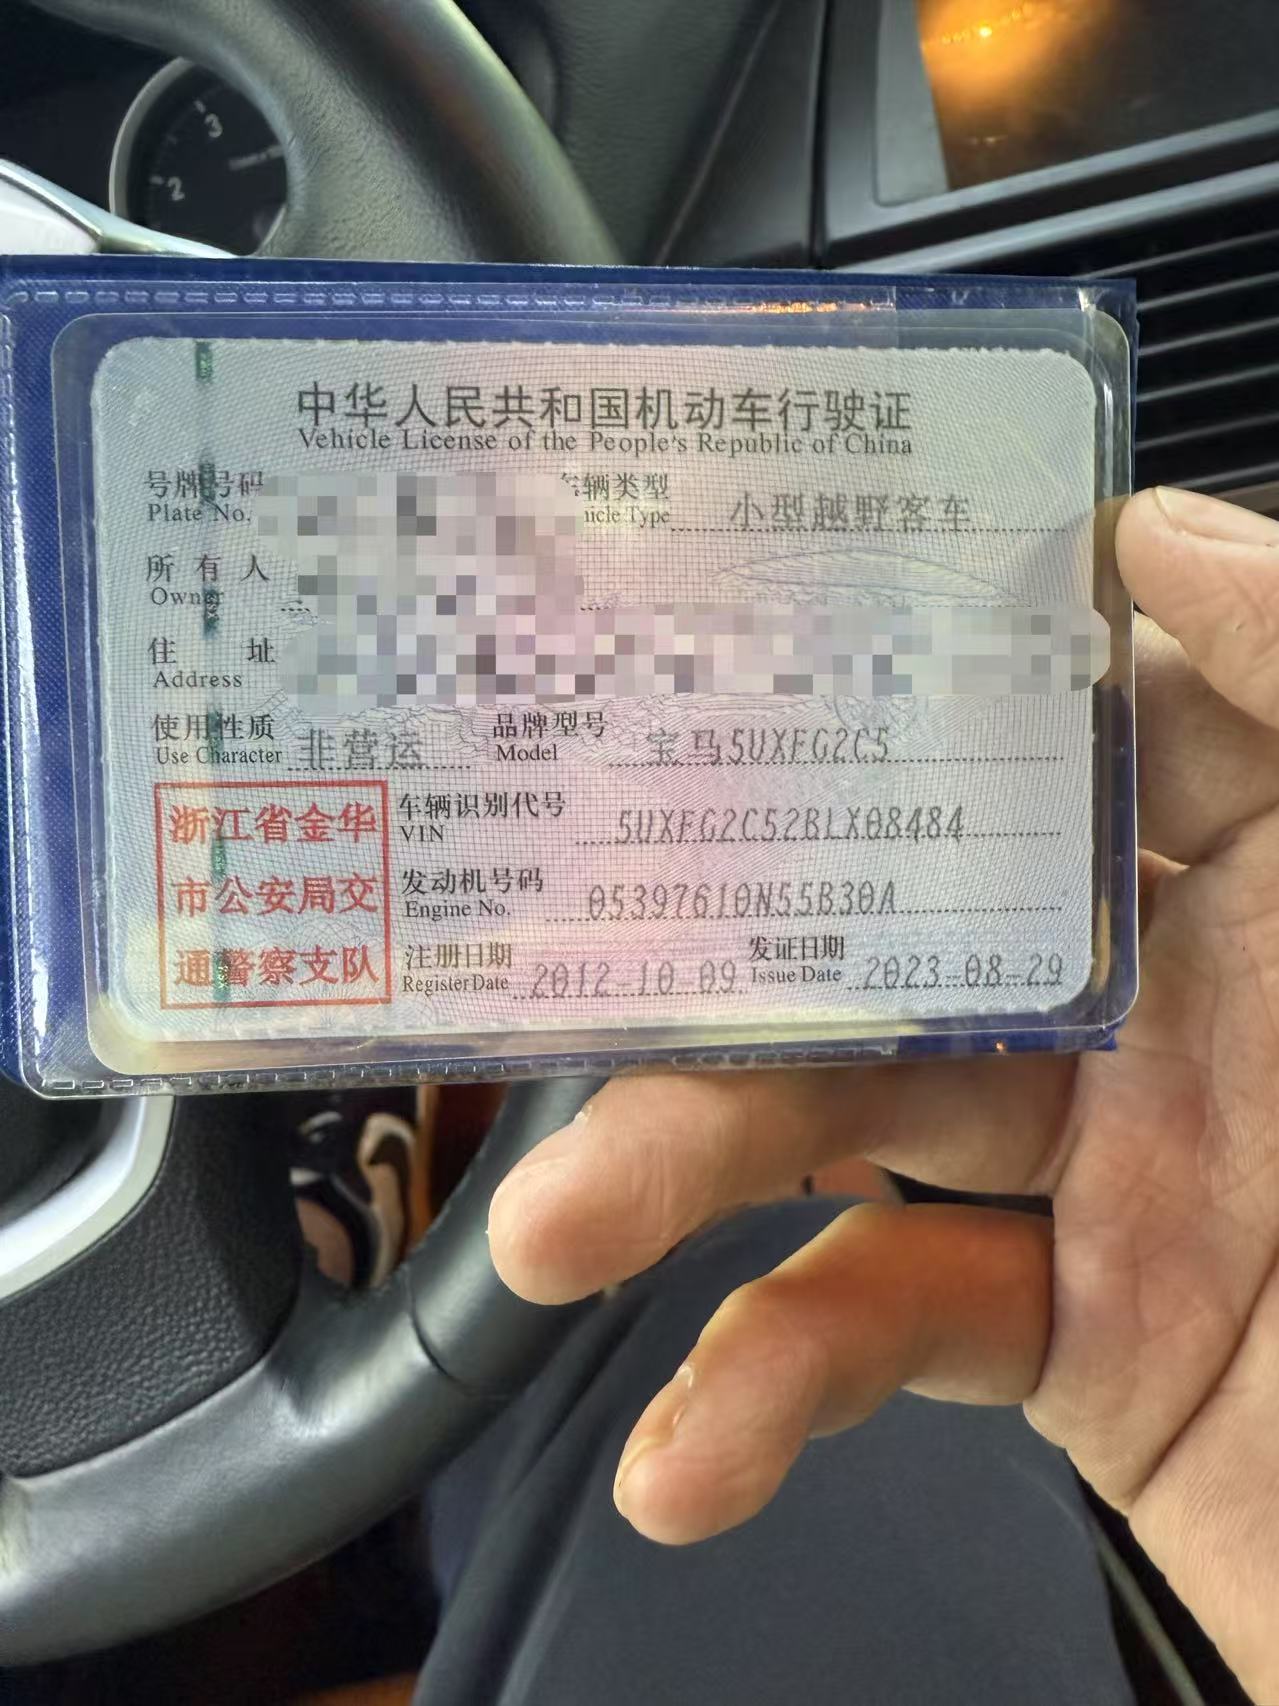 3
2
中华人民共和国机动车行驶证
Vehicle License of the People's Republic of China
号牌号码 车辆类型 小型越野客车
Plate No. hicle Type
所有人
Owner
住址
Address
使用性质 非营运 品牌型号 宝马5UXFG2C5
Use Character Model
浙江省金华
市公安局交
通警察支队
车辆识别代号 5UXFG2C52BLX08484
VIN
发动机号码 05397610N55B30A
Engine No.
注册日期 2012-10-09 发证日期 2023-08-29
Register Date Issue Date